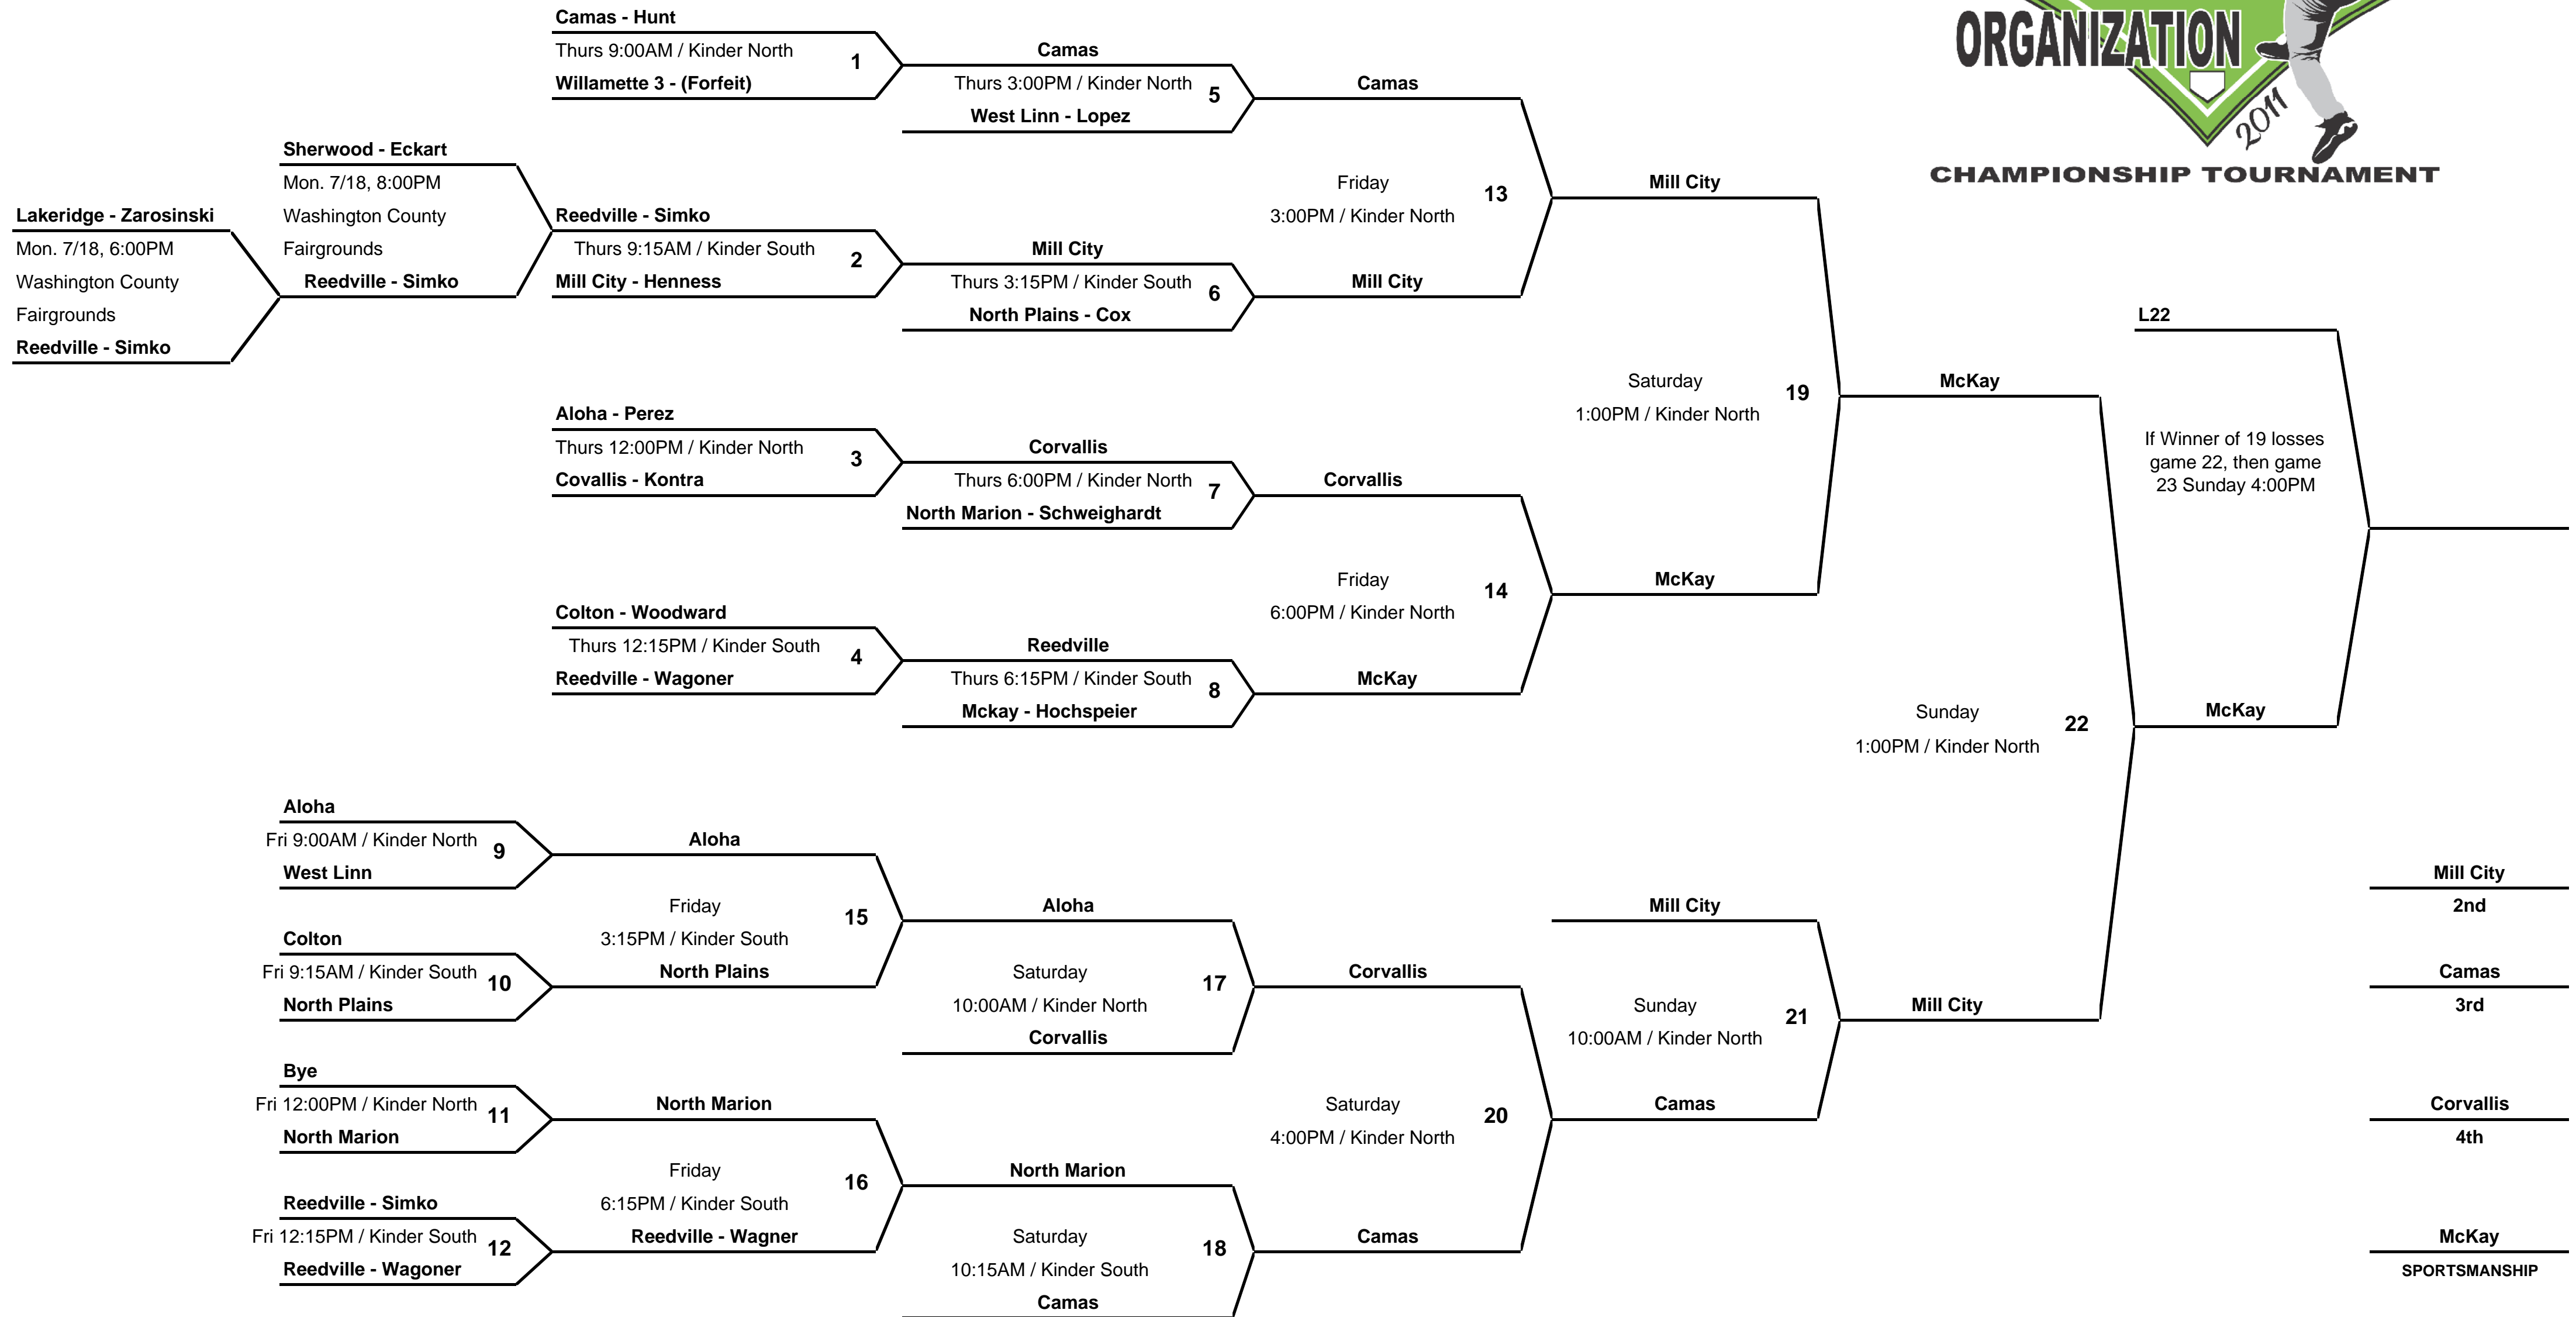 ORGANIZATION
2011
CHAMPIONSHIP TOURNAMENT
Camas - Hunt
Thurs 9:00AM / Kinder North
1
Willamette 3 - (Forfeit)
Camas
Thurs 3:00PM / Kinder North
5
West Linn - Lopez
Camas
Sherwood - Eckart
Mon. 7/18, 8:00PM
Washington County
Fairgrounds
Reedville - Simko
Lakeridge - Zarosinski
Mon. 7/18, 6:00PM
Washington County
Fairgrounds
Reedville - Simko
Reedville - Simko
Thurs 9:15AM / Kinder South
2
Mill City - Henness
Mill City
Thurs 3:15PM / Kinder South
6
North Plains - Cox
Friday
13
3:00PM / Kinder North
Mill City
Mill City
Aloha - Perez
Thurs 12:00PM / Kinder North
3
Covallis - Kontra
Corvallis
Thurs 6:00PM / Kinder North
7
North Marion - Schweighardt
Corvallis
Saturday
19
1:00PM / Kinder North
McKay
L22
If Winner of 19 losses
game 22, then game
23 Sunday 4:00PM
Colton - Woodward
Thurs 12:15PM / Kinder South
4
Reedville - Wagoner
Reedville
Thurs 6:15PM / Kinder South
8
Mckay - Hochspeier
Friday
14
6:00PM / Kinder North
McKay
McKay
Sunday
22
1:00PM / Kinder North
McKay
Aloha
Fri 9:00AM / Kinder North
9
West Linn
Aloha
Friday
15
3:15PM / Kinder South
North Plains
Colton
Fri 9:15AM / Kinder South
10
North Plains
Aloha
Saturday
17
10:00AM / Kinder North
Corvallis
Corvallis
Mill City
Sunday
21
10:00AM / Kinder North
Mill City
Camas
Bye
Fri 12:00PM / Kinder North
11
North Marion
North Marion
Friday
16
6:15PM / Kinder South
Reedville - Wagner
Reedville - Simko
Fri 12:15PM / Kinder South
12
Reedville - Wagoner
North Marion
Saturday
18
10:15AM / Kinder South
Camas
Saturday
20
4:00PM / Kinder North
Camas
Mill City
2nd
Camas
3rd
Corvallis
4th
McKay
SPORTSMANSHIP